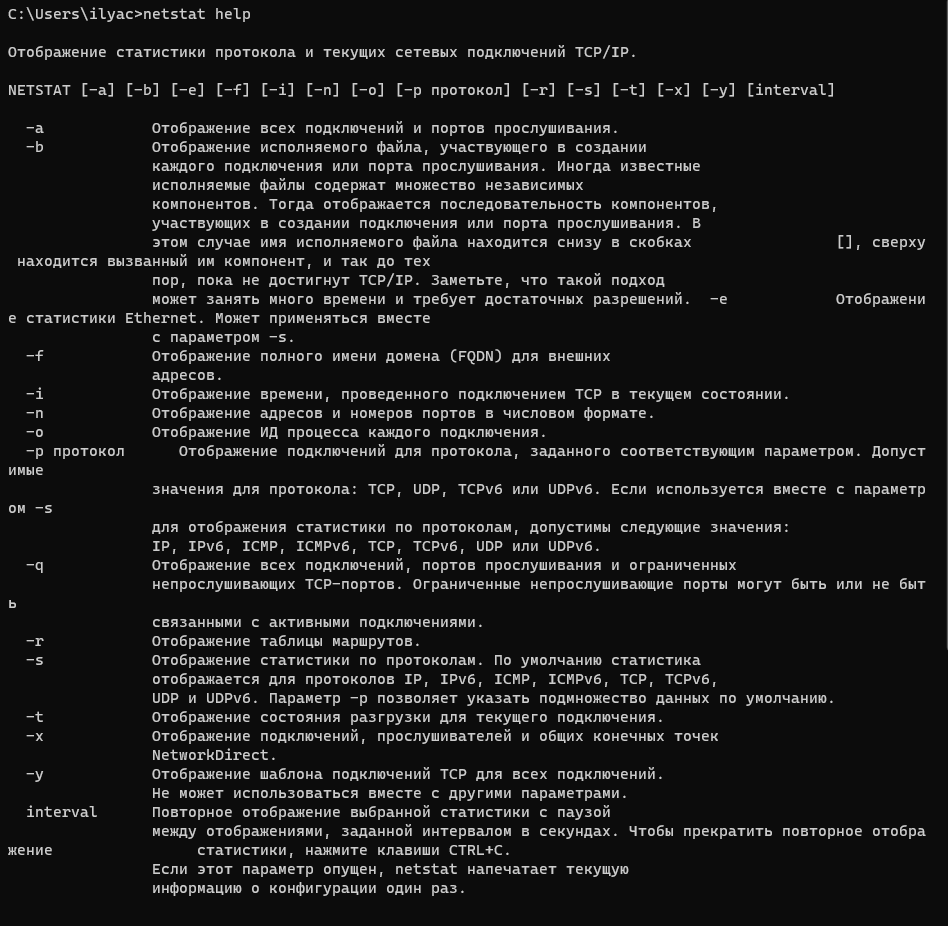 C:\Users\ilyac>netstat help
Отображение статистики протокола и текущих сетевых подключений TCP/IP.
NETSTAT [-a] [-b] [-e] [-f] [-i] [-n] [-o] [-p протокол] [-r] [-s] [-t] [-x] [-y] [interval]
-a            Отображение всех подключений и портов прослушивания.
-b            Отображение исполняемого файла, участвующего в создании
каждого подключения или порта прослушивания. Иногда известные
исполняемые файлы содержат множество независимых
компонентов. Тогда отображается последовательность компонентов,
участвующих в создании подключения или порта прослушивания. В
этом случае имя исполняемого файла находится снизу в скобках                [], сверху
находится вызванный им компонент, и так до тех
пор, пока не достигнут TCP/IP. Заметьте, что такой подход
может занять много времени и требует достаточных разрешений.  -e            Отображени
е статистики Ethernet. Может применяться вместе
с параметром -s.
-f            Отображение полного имени домена (FQDN) для внешних
адресов.
-i            Отображение времени, проведенного подключением TCP в текущем состоянии.
-n            Отображение адресов и номеров портов в числовом формате.
-o            Отображение ИД процесса каждого подключения.
-p протокол      Отображение подключений для протокола, заданного соответствующим параметром. Допуст
имые
значения для протокола: TCP, UDP, TCPv6 или UDPv6. Если используется вместе с параметр
ом -s
для отображения статистики по протоколам, допустимы следующие значения:
IP, IPv6, ICMP, ICMPv6, TCP, TCPv6, UDP или UDPv6.
-q            Отображение всех подключений, портов прослушивания и ограниченных
непрослушивающих TCP-портов. Ограниченные непрослушивающие порты могут быть или не быт
ь
связанными с активными подключениями.
-r            Отображение таблицы маршрутов.
-s            Отображение статистики по протоколам. По умолчанию статистика
отображается для протоколов IP, IPv6, ICMP, ICMPv6, TCP, TCPv6,
UDP и UDPv6. Параметр -p позволяет указать подмножество данных по умолчанию.
-t            Отображение состояния разгрузки для текущего подключения.
-x            Отображение подключений, прослушивателей и общих конечных точек
NetworkDirect.
-y            Отображение шаблона подключений TCP для всех подключений.
Не может использоваться вместе с другими параметрами.
interval      Повторное отображение выбранной статистики с паузой
между отображениями, заданной интервалом в секундах. Чтобы прекратить повторное отобра
жение                статистики, нажмите клавиши CTRL+C.
Если этот параметр опущен, netstat напечатает текущую
информацию о конфигурации один раз.